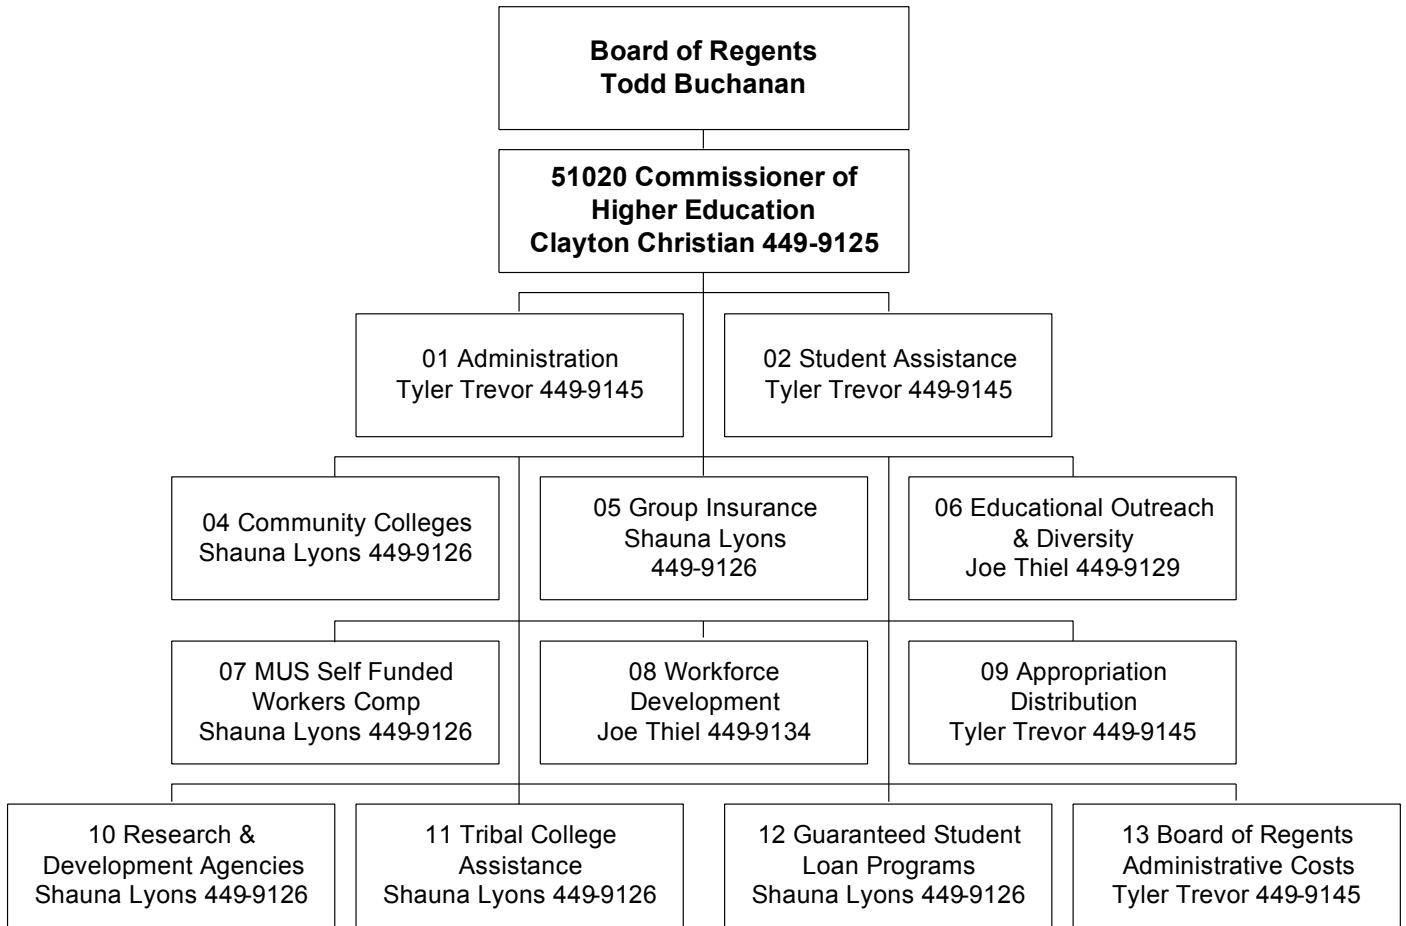 Board of Regents
Todd Buchanan
51020 Commissioner of
Higher Education
Clayton Christian 449-9125
01 Administration
Tyler Trevor 449-9145
02 Student Assistance
Tyler Trevor 449-9145
04 Community Colleges
Shauna Lyons 449-9126
05 Group Insurance
Shauna Lyons
449-9126
06 Educational Outreach
& Diversity
Joe Thiel 449-9129
07 MUS Self Funded
Workers Comp
Shauna Lyons 449-9126
08 Workforce
Development
Joe Thiel 449-9134
09 Appropriation
Distribution
Tyler Trevor 449-9145
10 Research &
Development Agencies
Shauna Lyons 449-9126
11 Tribal College
Assistance
Shauna Lyons 449-9126
12 Guaranteed Student
Loan Programs
Shauna Lyons 449-9126
13 Board of Regents
Administrative Costs
Tyler Trevor 449-9145